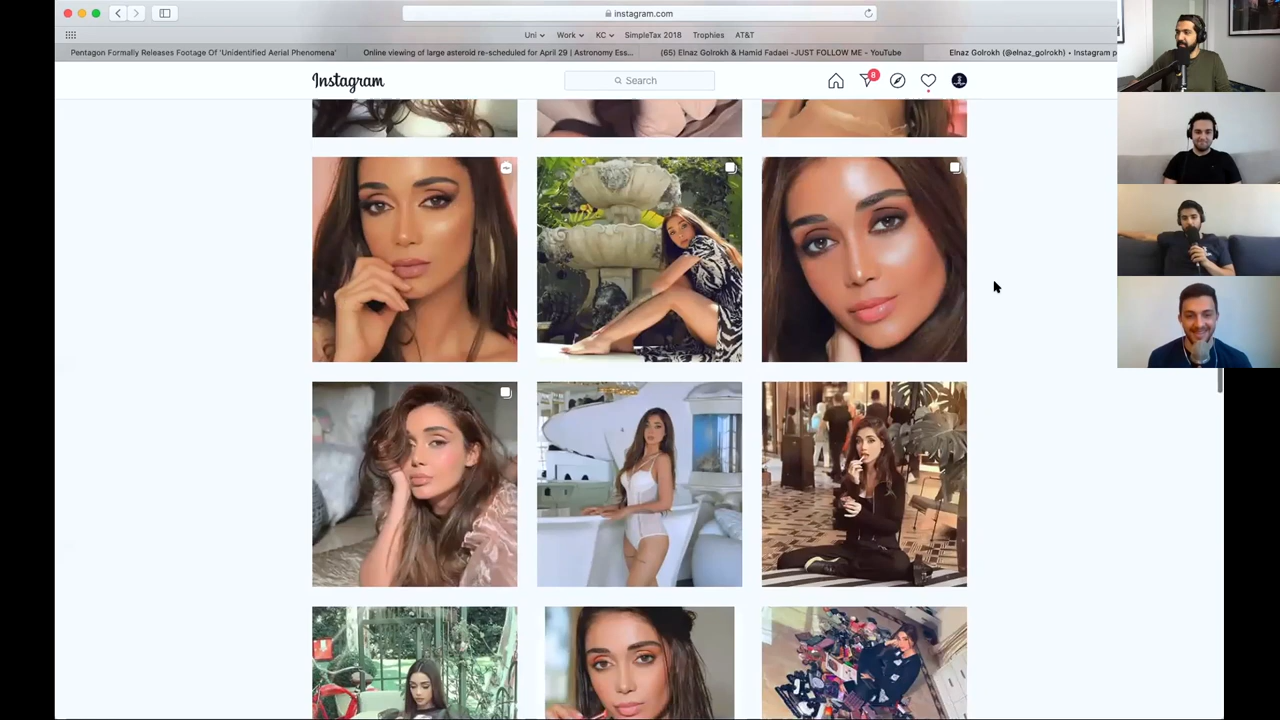 instagram.com
Uni Work KC SimpleTax 2018 Trophies AT&T
Pentagon Formally Releases Footage Of 'Unidentified Aerial Phenomena' Online viewing of large asteroid re-scheduled for April 29 | Astronomy Ess... (65) Elnaz Golrokh & Hamid Fadaei -JUST FOLLOW ME - YouTube Elnaz Golrokh (@elnaz_golrokh) • Instagram p
Instagram Search 8